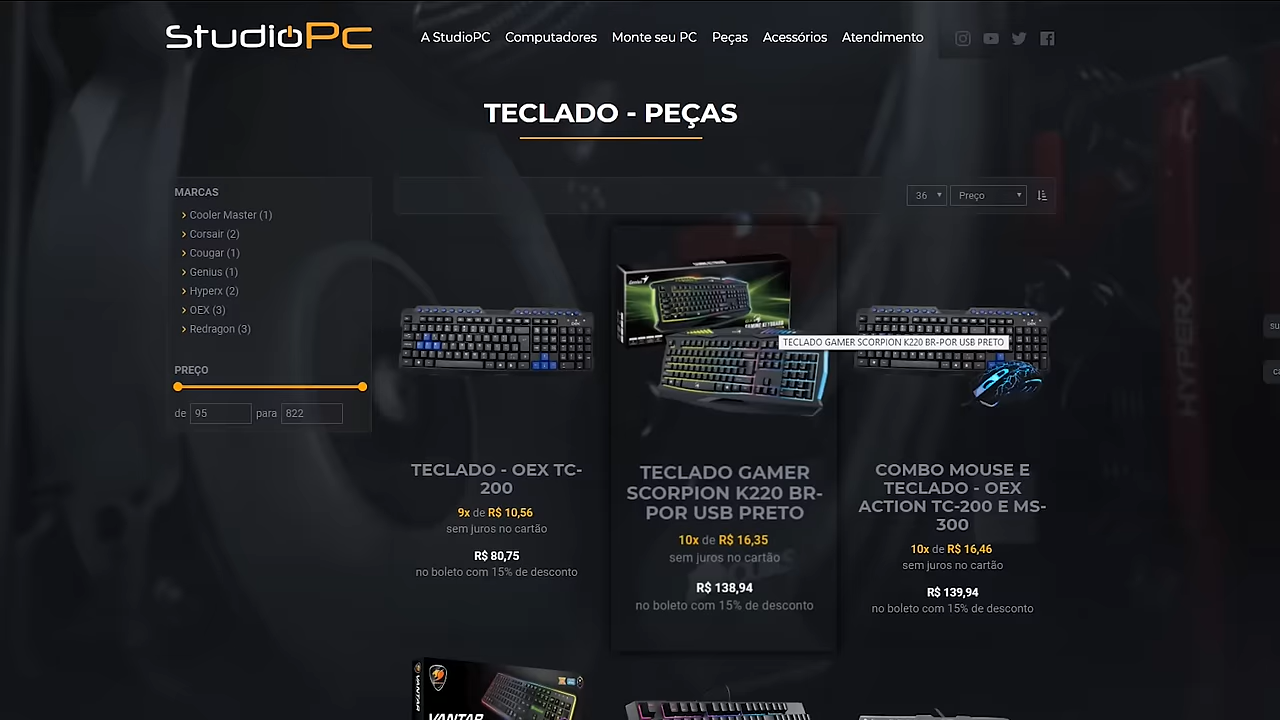 StudioPc
A StudioPC Computadores Monte seu PC Peças Acessórios Atendimento
TECLADO - PEÇAS
MARCAS
Cooler Master (1)
Corsair (2)
Cougar (1)
Genius (1)
Hyperx (2)
OEX (3)
Redragon (3)
PREÇO
de 95 para 822
36 Preço
TECLADO GAMER SCORPION K220 BR-POR USB PRETO
TECLADO - OEX TC-
200
9x de R$ 10,56
sem juros no cartão
R$ 80,75
no boleto com 15% de desconto
TECLADO GAMER
SCORPION K220 BR-
POR USB PRETO
10x de R$ 16,35
sem juros no cartão
R$ 138,94
no boleto com 15% de desconto
COMBO MOUSE E
TECLADO - OEX
ACTION TC-200 E MS-
300
10x de R$ 16,46
sem juros no cartão
R$ 139,94
no boleto com 15% de desconto
HYPERX
VANTAR
su
ca